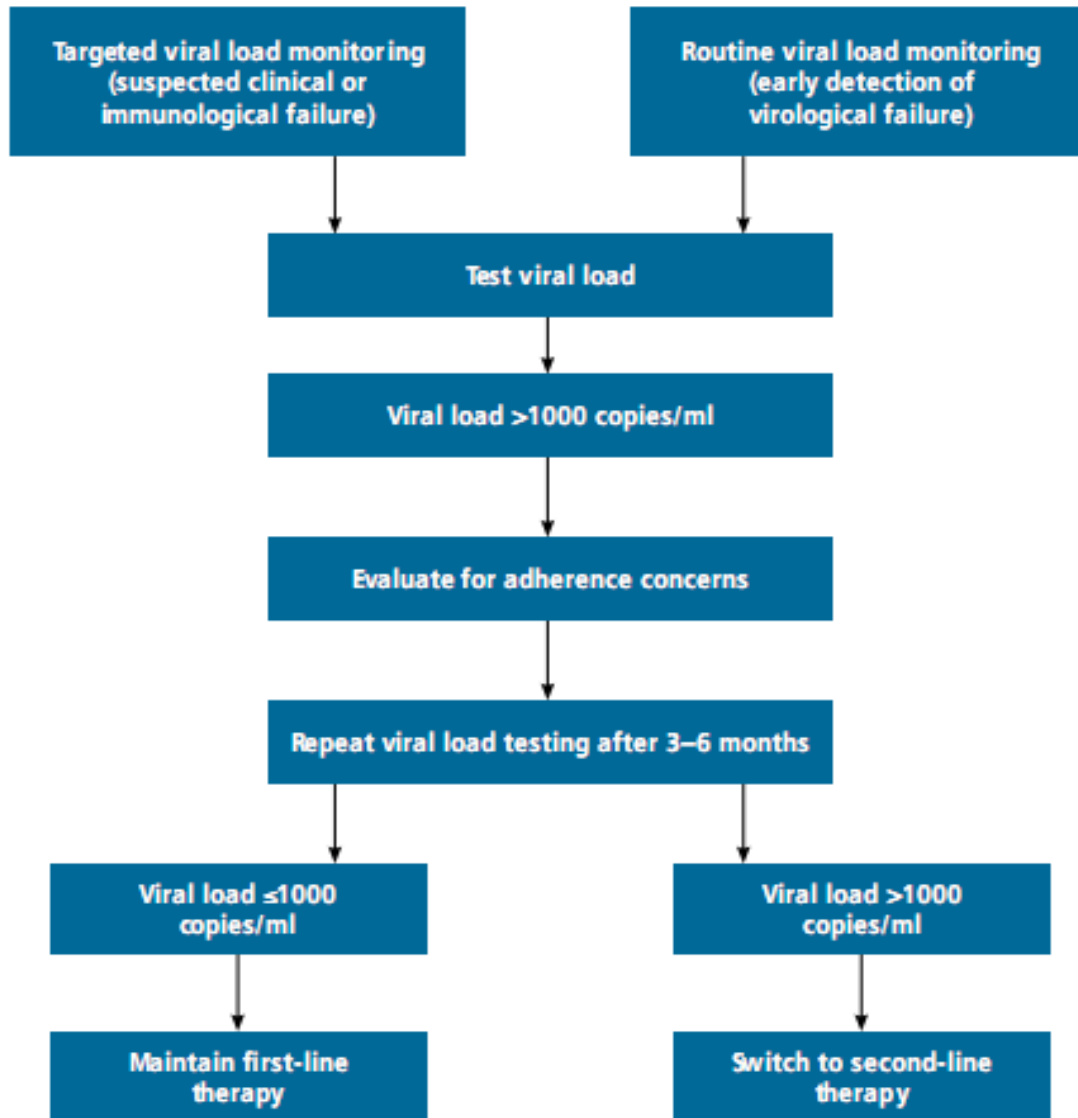 Targeted viral load monitoring
(suspected clinical or
immunological failure)
Routine viral load monitoring
(early detection of
virological failure)
Test viral load
Viral load >1000 copies/ml
Evaluate for adherence concerns
Repeat viral load testing after 3–6 months
Viral load ≤1000
copies/ml
Viral load >1000
copies/ml
Maintain first-line
therapy
Switch to second-line
therapy